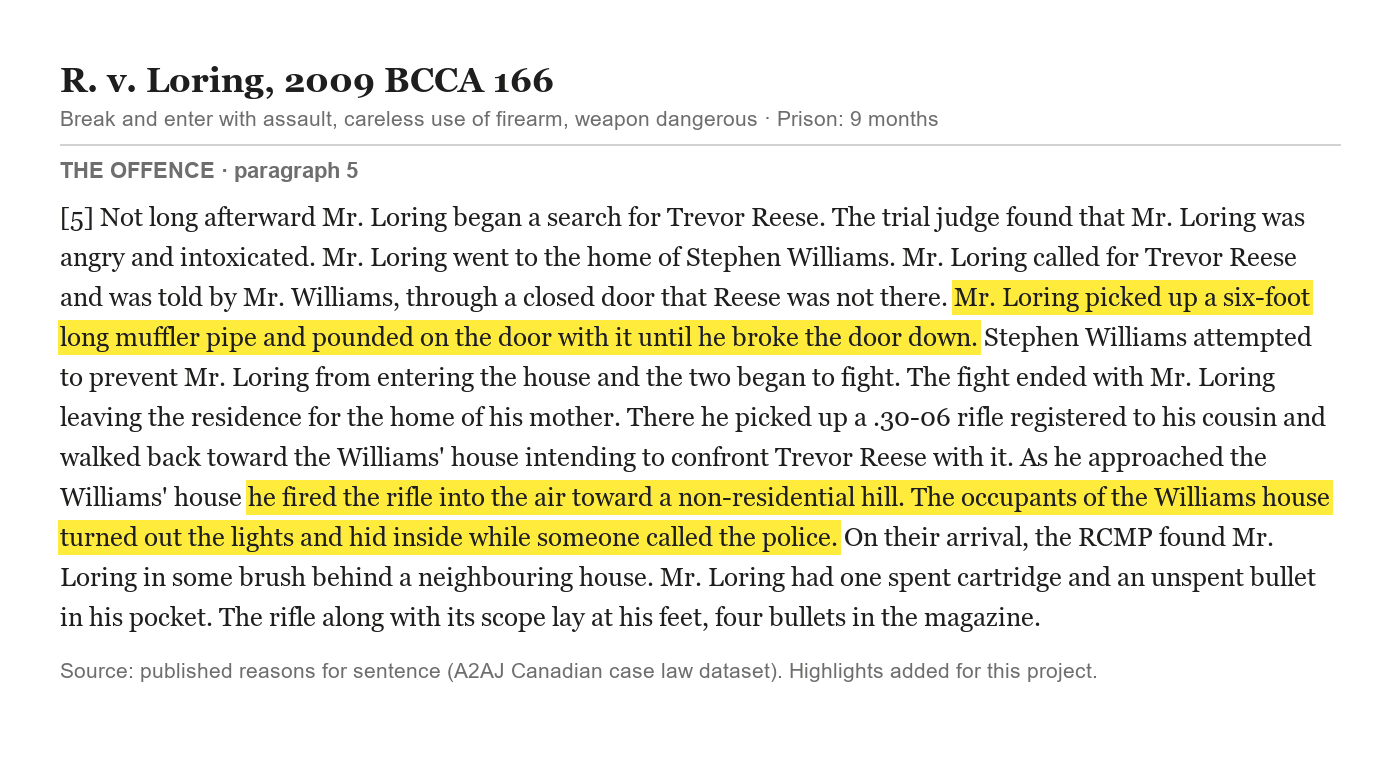 R. v. Loring, 2009 BCCA 166
Break and enter with assault, careless use of firearm, weapon dangerous · Prison: 9 months
THE OFFENCE · paragraph 5
[5] Not long afterward Mr. Loring began a search for Trevor Reese. The trial judge found that Mr. Loring was
angry and intoxicated. Mr. Loring went to the home of Stephen Williams. Mr. Loring called for Trevor Reese
and was told by Mr. Williams, through a closed door that Reese was not there. Mr. Loring picked up a six-foot
long muffler pipe and pounded on the door with it until he broke the door down. Stephen Williams attempted
to prevent Mr. Loring from entering the house and the two began to fight. The fight ended with Mr. Loring
leaving the residence for the home of his mother. There he picked up a .30-06 rifle registered to his cousin and
walked back toward the Williams' house intending to confront Trevor Reese with it. As he approached the
Williams' house he fired the rifle into the air toward a non-residential hill. The occupants of the Williams house
turned out the lights and hid inside while someone called the police. On their arrival, the RCMP found Mr.
Loring in some brush behind a neighbouring house. Mr. Loring had one spent cartridge and an unspent bullet
in his pocket. The rifle along with its scope lay at his feet, four bullets in the magazine.
Source: published reasons for sentence (A2AJ Canadian case law dataset). Highlights added for this project.